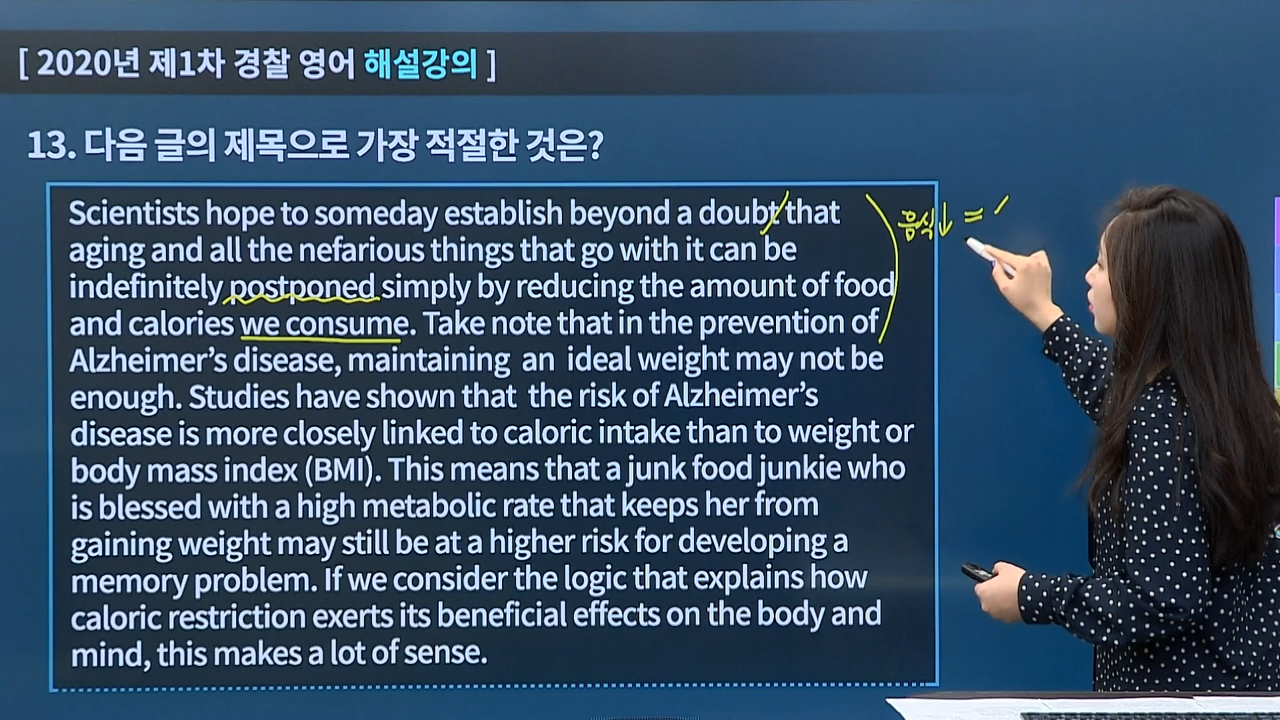 [ 2020년 제1차 경찰 영어 해설강의 ]
13. 다음 글의 제목으로 가장 적절한 것은?
Scientists hope to someday establish beyond a doubt that
aging and all the nefarious things that go with it can be
indefinitely postponed simply by reducing the amount of food
and calories we consume. Take note that in the prevention of
Alzheimer’s disease, maintaining an ideal weight may not be
enough. Studies have shown that the risk of Alzheimer’s
disease is more closely linked to caloric intake than to weight or
body mass index (BMI). This means that a junk food junkie who
is blessed with a high metabolic rate that keeps her from
gaining weight may still be at a higher risk for developing a
memory problem. If we consider the logic that explains how
caloric restriction exerts its beneficial effects on the body and
mind, this makes a lot of sense.
음식↓ =